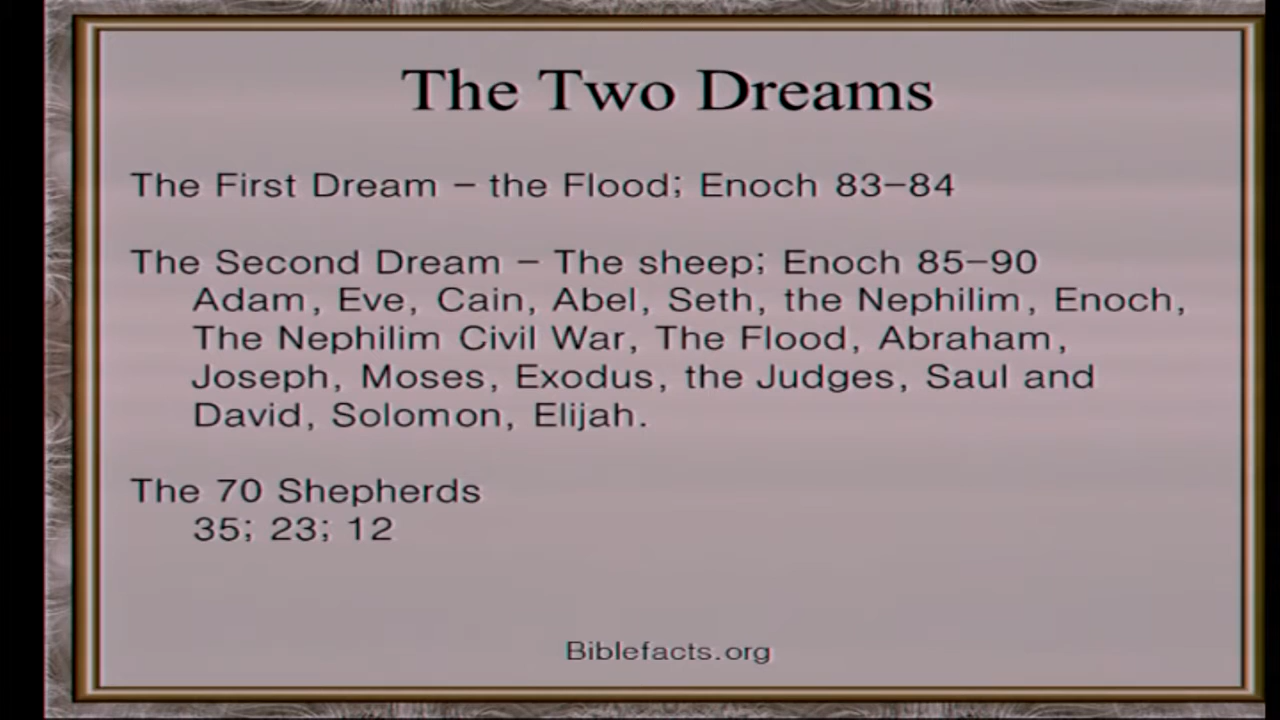 The Two Dreams
The First Dream – the Flood; Enoch 83–84
The Second Dream – The sheep; Enoch 85–90
Adam, Eve, Cain, Abel, Seth, the Nephilim, Enoch,
The Nephilim Civil War, The Flood, Abraham,
Joseph, Moses, Exodus, the Judges, Saul and
David, Solomon, Elijah.
The 70 Shepherds
35; 23; 12
Biblefacts.org